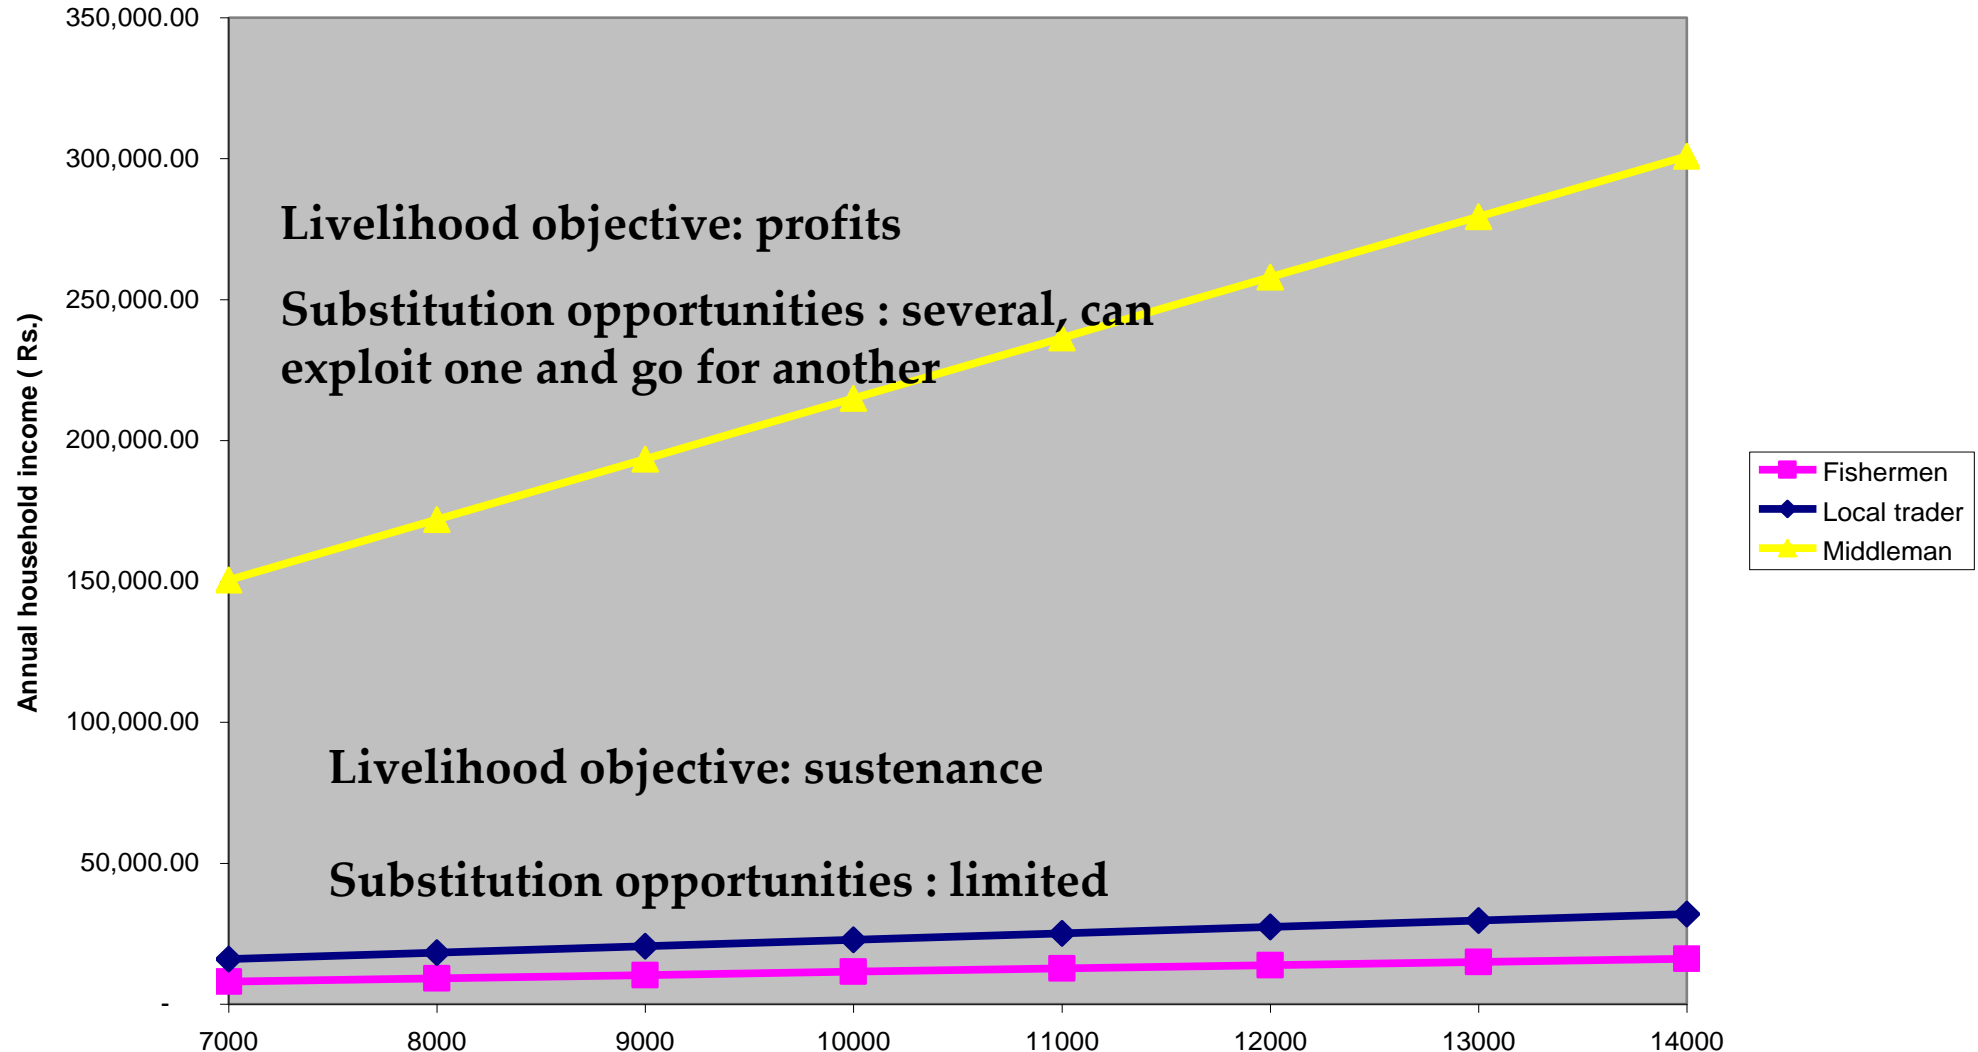 350,000.00
300,000.00
250,000.00
200,000.00
150,000.00
100,000.00
50,000.00
-
Annual household income ( Rs.)
Livelihood objective: profits
Substitution opportunities : several, can
exploit one and go for another
Livelihood objective: sustenance
Substitution opportunities : limited
7000 8000 9000 10000 11000 12000 13000 14000
Fishermen
Local trader
Middleman